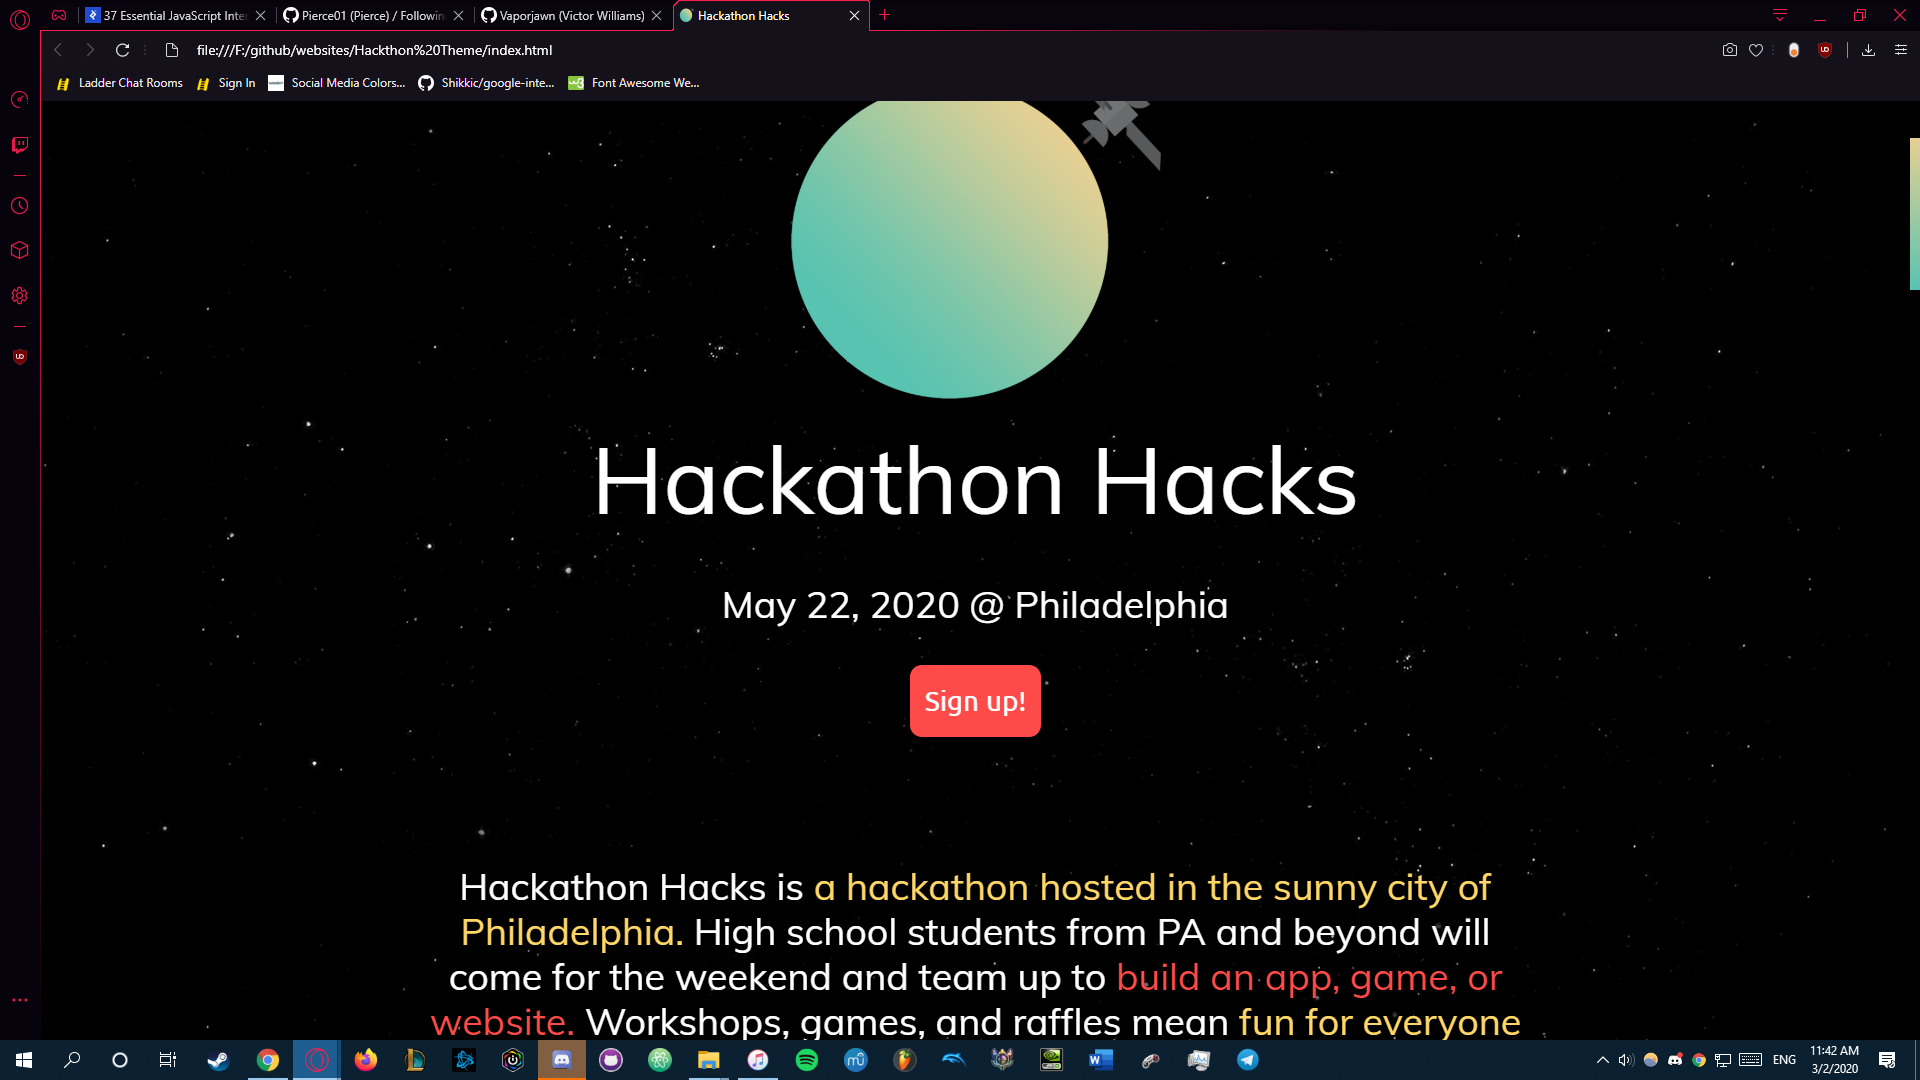 37 Essential JavaScript Inter
Pierce01 (Pierce) / Followin
Vaporjawn (Victor Williams)
Hackathon Hacks
file:///F:/github/websites/Hackthon%20Theme/index.html
Ladder Chat Rooms
Sign In
Social Media Colors...
Shikkic/google-inte...
Font Awesome We...
Hackathon Hacks
May 22, 2020 @ Philadelphia
Sign up!
Hackathon Hacks is a hackathon hosted in the sunny city of
Philadelphia. High school students from PA and beyond will
come for the weekend and team up to build an app, game, or
website. Workshops, games, and raffles mean fun for everyone
ENG
11:42 AM
3/2/2020